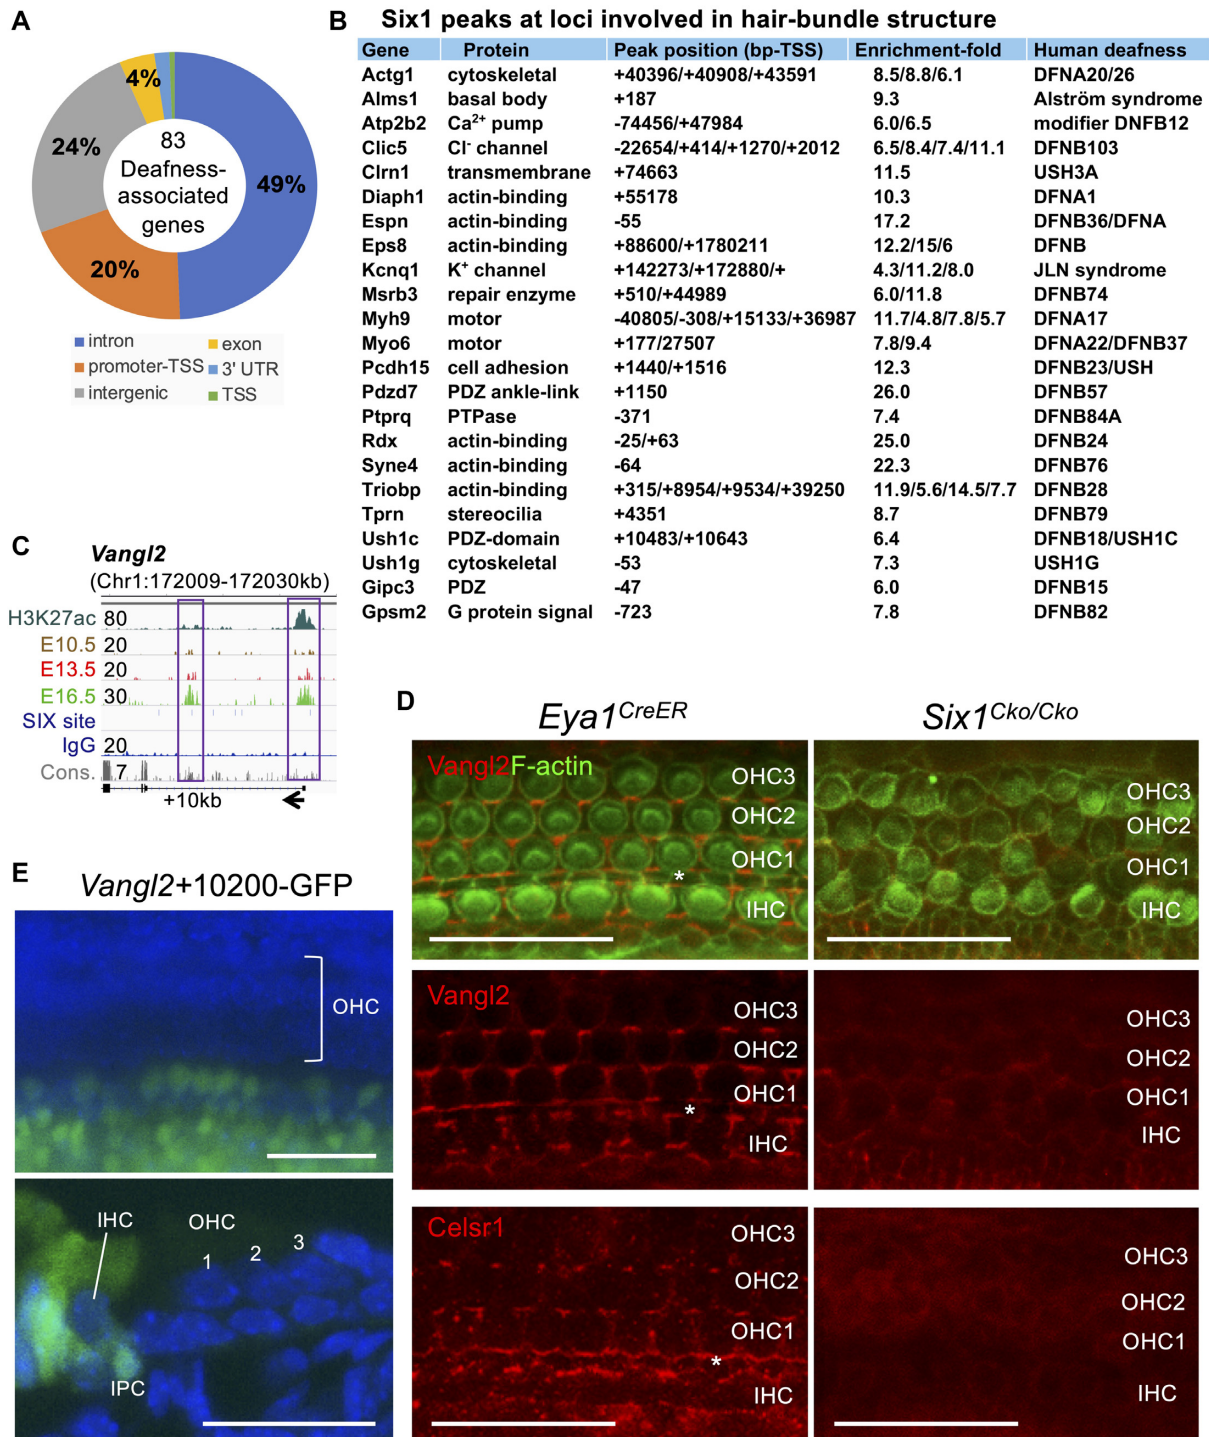 A
83
Deafness-
associated
genes
4%
24%
49%
20%
intron
exon
promoter-TSS
3' UTR
intergenic
TSS
B Six1 peaks at loci involved in hair-bundle structure
Gene Protein Peak position (bp-TSS) Enrichment-fold Human deafness
Actg1 cytoskeletal +40396/+40908/+43591 8.5/8.8/6.1 DFNA20/26
Alms1 basal body +187 9.3 Alström syndrome
Atp2b2 Ca2+ pump -74456/+47984 6.0/6.5 modifier DNFB12
Clic5 Cl- channel -22654/+414/+1270/+2012 6.5/8.4/7.4/11.1 DFNB103
Clrn1 transmembrane +74663 11.5 USH3A
Diaph1 actin-binding +55178 10.3 DFNA1
Espn actin-binding -55 17.2 DFNB36/DFNA
Eps8 actin-binding +88600/+1780211 12.2/15/6 DFNB
Kcnq1 K+ channel +142273/+172880/+ 4.3/11.2/8.0 JLN syndrome
Msrb3 repair enzyme +510/+44989 6.0/11.8 DFNB74
Myh9 motor -40805/-308/+15133/+36987 11.7/4.8/7.8/5.7 DFNA17
Myo6 motor +177/27507 7.8/9.4 DFNA22/DFNB37
Pcdh15 cell adhesion +1440/+1516 12.3 DFNB23/USH
Pdzd7 PDZ ankle-link +1150 26.0 DFNB57
Ptprq PTPase -371 7.4 DFNB84A
Rdx actin-binding -25/+63 25.0 DFNB24
Syne4 actin-binding -64 22.3 DFNB76
Triobp actin-binding +315/+8954/+9534/+39250 11.9/5.6/14.5/7.7 DFNB28
Tprn stereocilia +4351 8.7 DFNB79
Ush1c PDZ-domain +10483/+10643 6.4 DFNB18/USH1C
Ush1g cytoskeletal -53 7.3 USH1G
Gipc3 PDZ -47 6.0 DFNB15
Gpsm2 G protein signal -723 7.8 DFNB82
C
Vangl2
(Chr1:172009-172030kb)
H3K27ac 80
E10.5 20
E13.5 20
E16.5 30
SIX site
IgG 20
Cons. 7
+10kb
D
Eya1CreER Six1Cko/Cko
Vangl2F-actin
OHC3
OHC2
OHC1
*
IHC
OHC3
OHC2
OHC1
IHC
Vangl2
OHC3
OHC2
OHC1
*
IHC
OHC3
OHC2
OHC1
IHC
Celsr1
OHC3
OHC2
OHC1
*
IHC
OHC3
OHC2
OHC1
IHC
E
Vangl2+10200-GFP
OHC
IHC
OHC
1 2 3
IPC